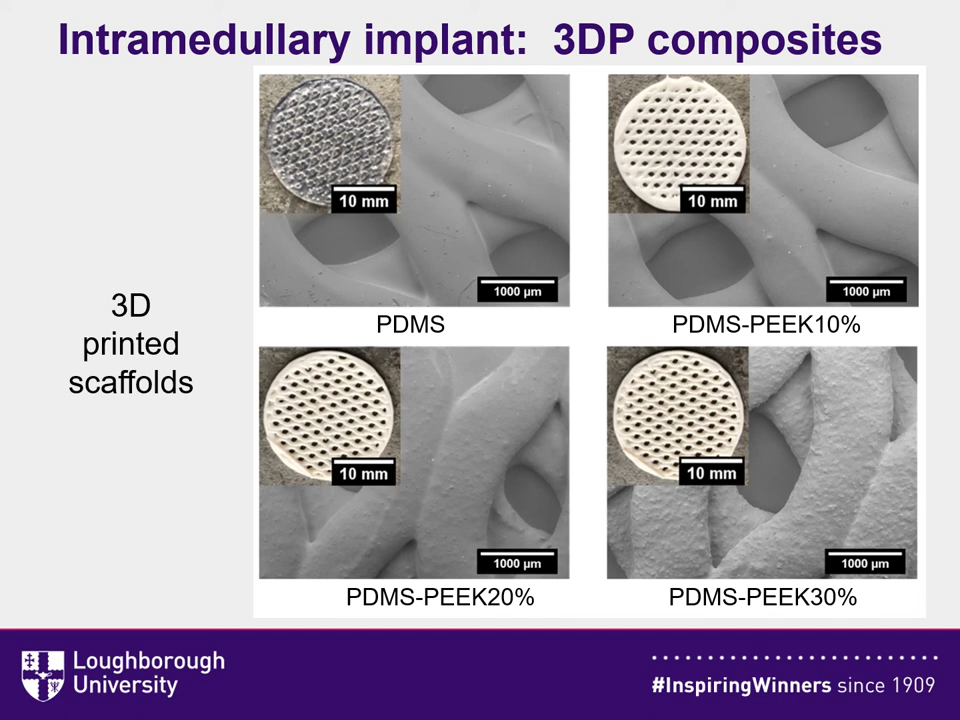 Intramedullary implant: 3DP composites
3D
printed
scaffolds
10 mm
1000 µm
10 mm
1000 µm
PDMS
PDMS-PEEK10%
10 mm
1000 µm
10 mm
1000 µm
PDMS-PEEK20%
PDMS-PEEK30%
Loughborough
University
#InspiringWinners since 1909